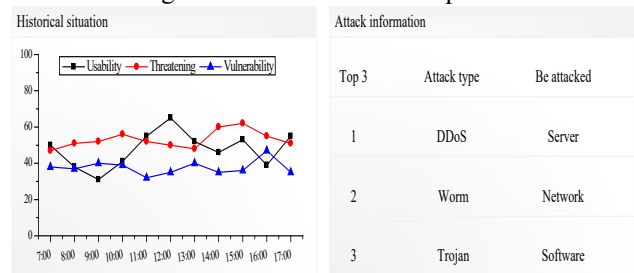 Historical situation
100
80
60
40
20
0
Usability Threatening Vulnerability
7:00 8:00 9:00 10:00 11:00 12:00 13:00 14:00 15:00 16:00 17:00
Attack information
Top 3 Attack type Be attacked
1 DDoS Server
2 Worm Network
3 Trojan Software